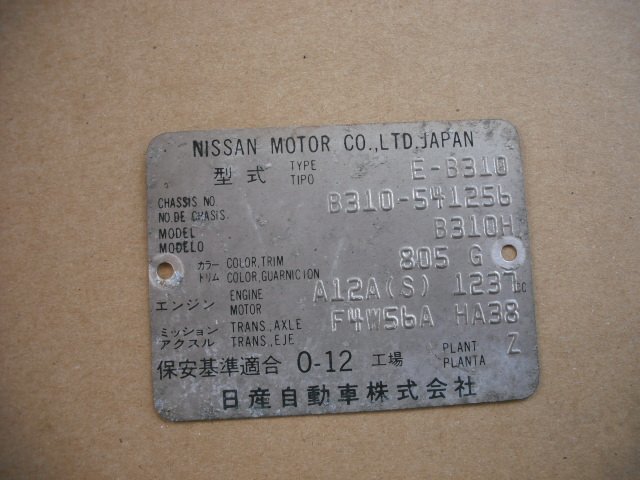 NISSAN MOTOR CO.,LTD.JAPAN
型式 TYPE TIPO E-B310
CHASSIS NO. NO.DE CHASIS. B310-541256
MODEL MODELO B310H
カラー COLOR,TRIM トリム COLOR,GUARNICION 805 G
エンジン ENGINE MOTOR A12A(S) 1237 cc
ミッション アクスル TRANS.,AXLE TRANS.,EJE F4W56A HA38
保安基準適合 0-12 工場 PLANT PLANTA Z
日産自動車株式会社